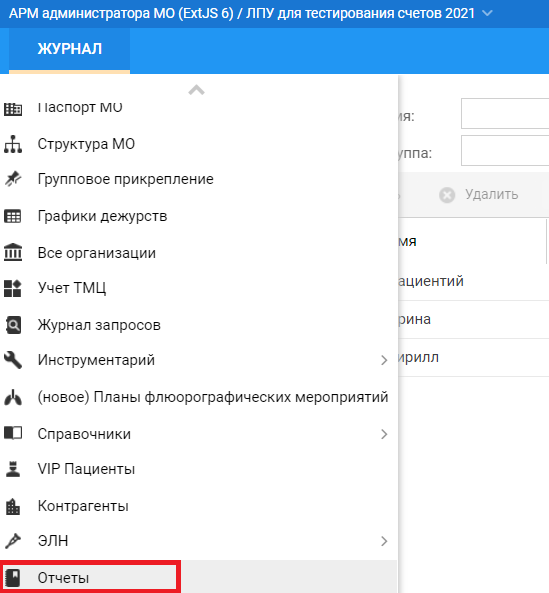 АРМ администратора МО (ExtJS 6) / ЛПУ для тестирования счетов 2021
ЖУРНАЛ
Паспорт МО
ия:
Структура МО
уппа:
Групповое прикрепление
Удалить
Графики дежурств
Все организации
мя
Учет ТМЦ
ациентий
Журнал запросов
рина
Инструментарий
ирилл
(новое) Планы флюорографических мероприятий
Справочники
VIP Пациенты
Контрагенты
ЭЛН
Отчеты